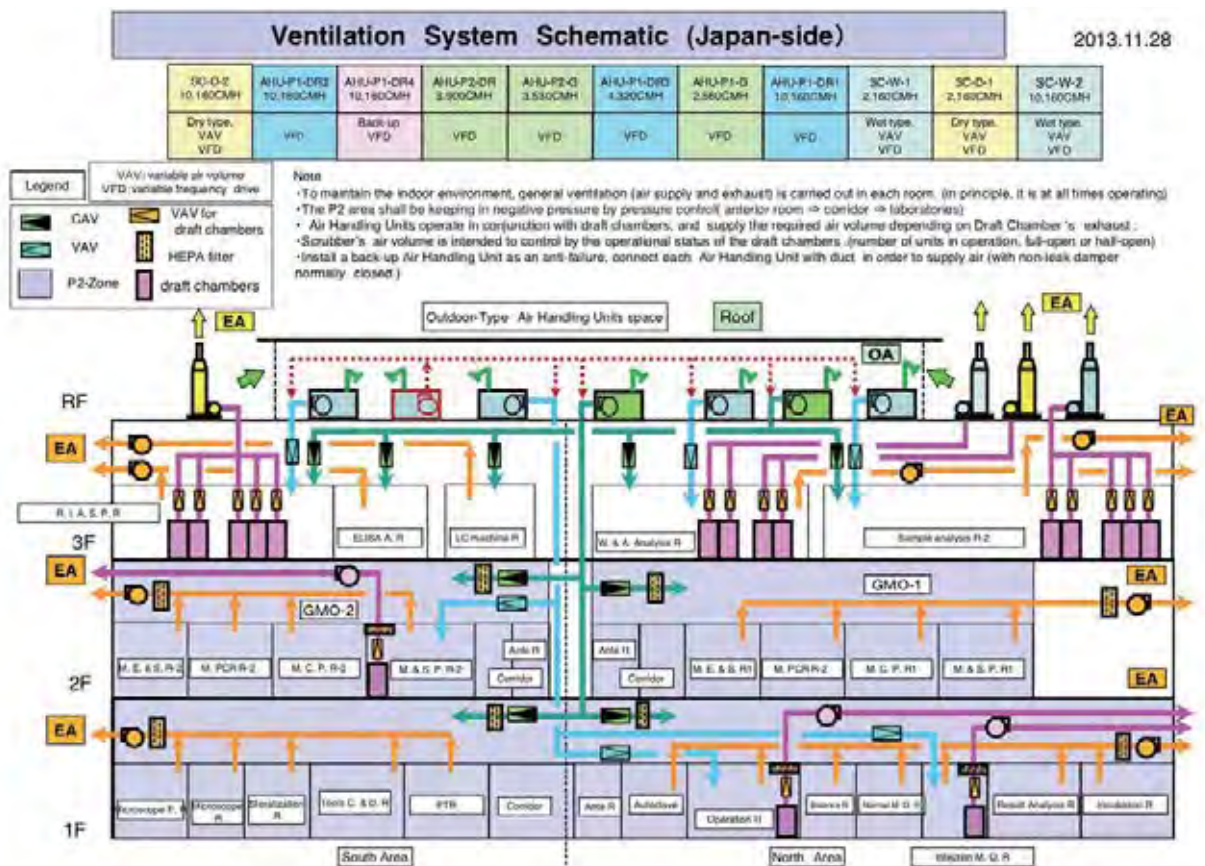 Ventilation System Schematic (Japan-side)
2013.11.28
SC-D-2
10,160CMH
AHU-P1-DR2
10,160CMH
AHU-P1-DR4
10,160CMH
AHU-P2-DR
3,900CMH
AHU-P2-G
3,530CMH
AHU-P1-DR3
4,320CMH
AHU-P1-G
2,560CMH
AHU-P1-DR1
10,160CMH
SC-W-1
2,160CMH
SC-D-1
2,160CMH
SC-W-2
10,160CMH
Dry type,
VAV
VFD
VFD
Back-up
VFD
VFD
VFD
VFD
VFD
VFD
Wet type,
VAV
VFD
Dry type,
VAV
VFD
Wet type,
VAV
VFD
Legend
VAV: variable air volume
VFD: variable frequency drive
CAV
VAV for
draft chambers
VAV
HEPA filter
P2-Zone
draft chambers
Note
・To maintain the indoor environment, general ventilation (air supply and exhaust) is carried out in each room. (in principle, it is at all times operating)
・The P2 area shall be keeping in negative pressure by pressure control( anterior room ⇒ corridor ⇒ laboratories)
・ Air Handling Units operate in conjunction with draft chambers, and supply the required air volume depending on Draft Chamber's exhaust .
・Scrubber's air volume is intended to control by the operational status of the draft chambers .(number of units in operation, full-open or half-open)
・Install a back-up Air Handling Unit as an anti-failure, connect each Air Handling Unit with duct in order to supply air (with non-leak damper
normally closed )
EA
Outdoor-Type Air Handling Units space
Roof
EA
OA
RF
EA
EA
R. I. A. S. P. R
ELISA A. R
LC machine R
W. & A. Analysis R
Sample analysis R-2
3F
EA
GMO-2
GMO-1
EA
M. E. & S. R-2
M. PCR R-2
M. C. P. R-2
M. & S. P. R-2
Ante R
Corridor
Ante R
Corridor
M. E. & S. R1
M. PCR R-2
M. C. P. R1
M. & S. P. R1
2F
EA
EA
Microscope P. R
Microscope R
Sterilization R
Tools C. & D. R
Corridor
Ante R
Autoclave
Operation R
Balance R
Result Analysis R
Incubation R
1F
South Area
North Area